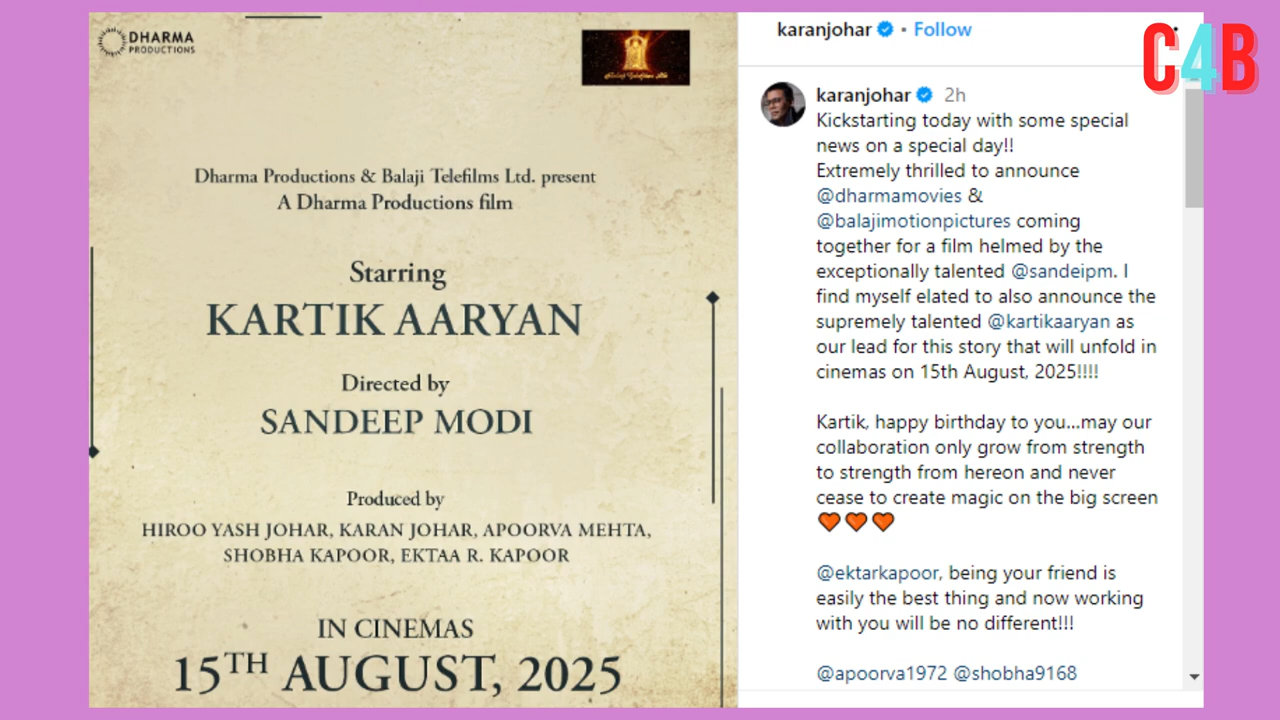 DHARMA
PRODUCTIONS
Dharma Productions & Balaji Telefilms Ltd. present
A Dharma Productions film
Starring
KARTIK AARYAN
Directed by
SANDEEP MODI
Produced by
HIROO YASH JOHAR, KARAN JOHAR, APOORVA MEHTA,
SHOBHA KAPOOR, EKTAA R. KAPOOR
IN CINEMAS
15TH AUGUST, 2025
karanjohar • Follow
C4B
karanjohar 2h
Kickstarting today with some special
news on a special day!!
Extremely thrilled to announce
@dharmamovies &
@balajimotionpictures coming
together for a film helmed by the
exceptionally talented @sandeipm. I
find myself elated to also announce the
supremely talented @kartikaaryan as
our lead for this story that will unfold in
cinemas on 15th August, 2025!!!!
Kartik, happy birthday to you...may our
collaboration only grow from strength
to strength from hereon and never
cease to create magic on the big screen
🧡🧡🧡
@ektarkapoor, being your friend is
easily the best thing and now working
with you will be no different!!!
@apoorva1972 @shobha9168